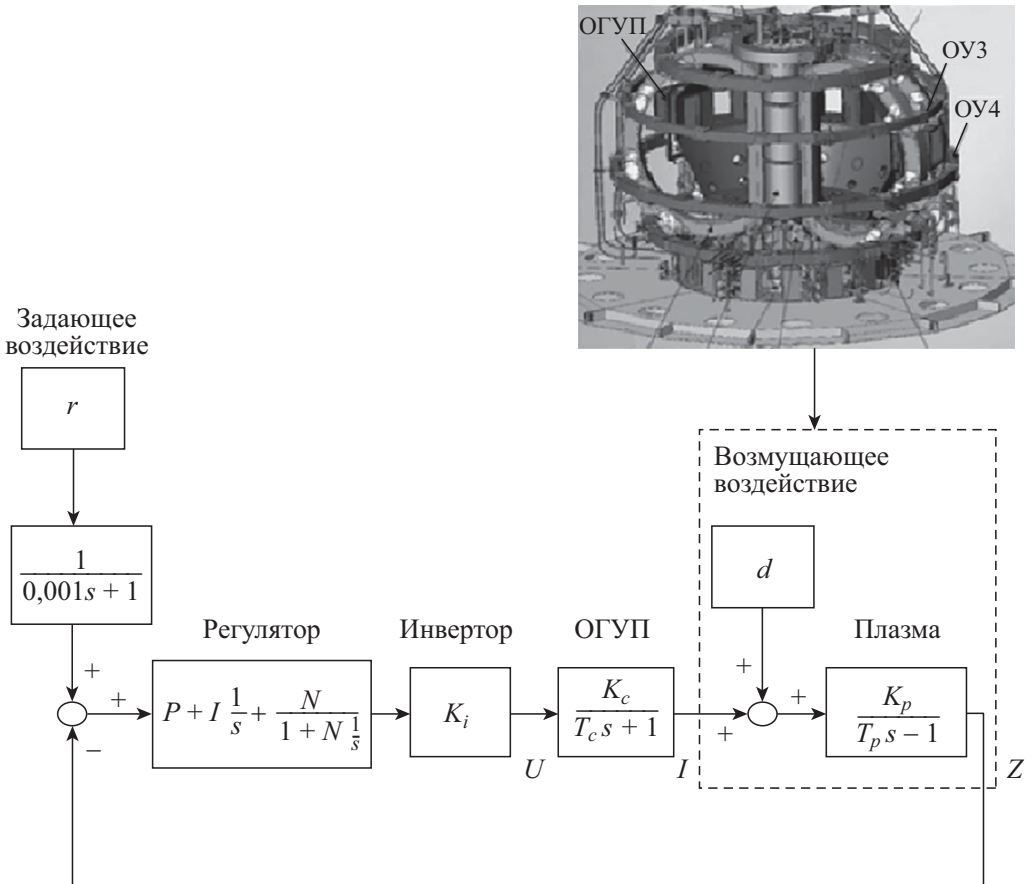 ОГУП
ОУ3
ОУ4
Задающее
воздействие
r
1
0,001s + 1
Возмущающее
воздействие
d
Регулятор
Инвертор
ОГУП
Плазма
+
+
−
P + I 1/s + N/(1 + N 1/s)
K_i
U
K_c
T_c s + 1
I
+
+
+
K_p
T_p s − 1
Z